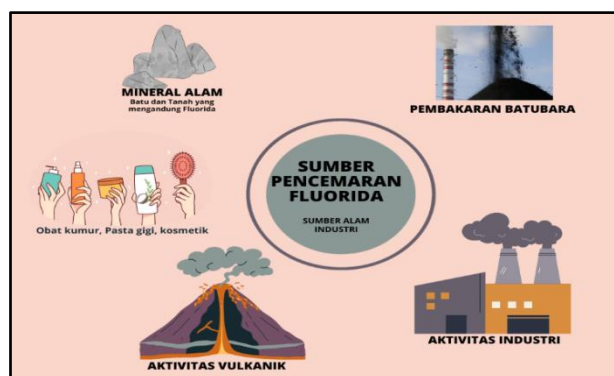 MINERAL ALAM
Batu dan Tanah yang
mengandung Fluorida
PEMBAKARAN BATUBARA
SUMBER
PENCEMARAN
FLUORIDA
SUMBER ALAM
INDUSTRI
Obat kumur, Pasta gigi, kosmetik
AKTIVITAS VULKANIK
AKTIVITAS INDUSTRI